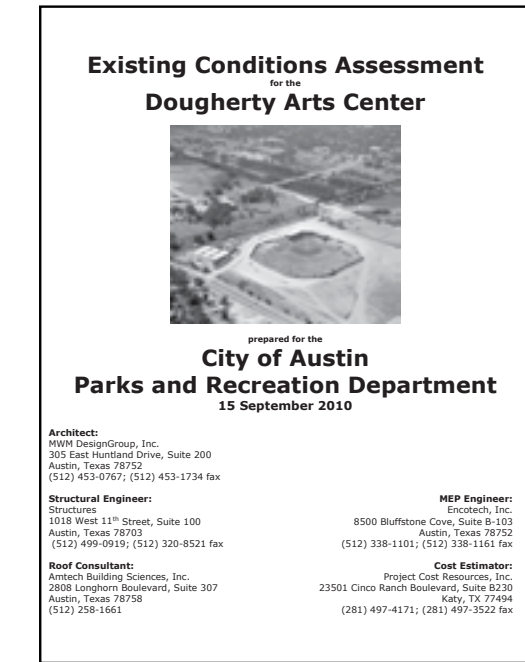 Existing Conditions Assessment
for the
Dougherty Arts Center
prepared for the
City of Austin
Parks and Recreation Department
15 September 2010
Architect:
MWM DesignGroup, Inc.
305 East Huntland Drive, Suite 200
Austin, Texas 78752
(512) 453-0767; (512) 453-1734 fax
Structural Engineer:
Structures
1018 West 11th Street, Suite 100
Austin, Texas 78703
(512) 499-0919; (512) 320-8521 fax
MEP Engineer:
Encotech, Inc.
8500 Bluffstone Cove, Suite B-103
Austin, Texas 78752
(512) 338-1101; (512) 338-1161 fax
Roof Consultant:
Amtech Building Sciences, Inc.
2808 Longhorn Boulevard, Suite 307
Austin, Texas 78758
(512) 258-1661
Cost Estimator:
Project Cost Resources, Inc.
23501 Cinco Ranch Boulevard, Suite B230
Katy, TX 77494
(281) 497-4171; (281) 497-3522 fax